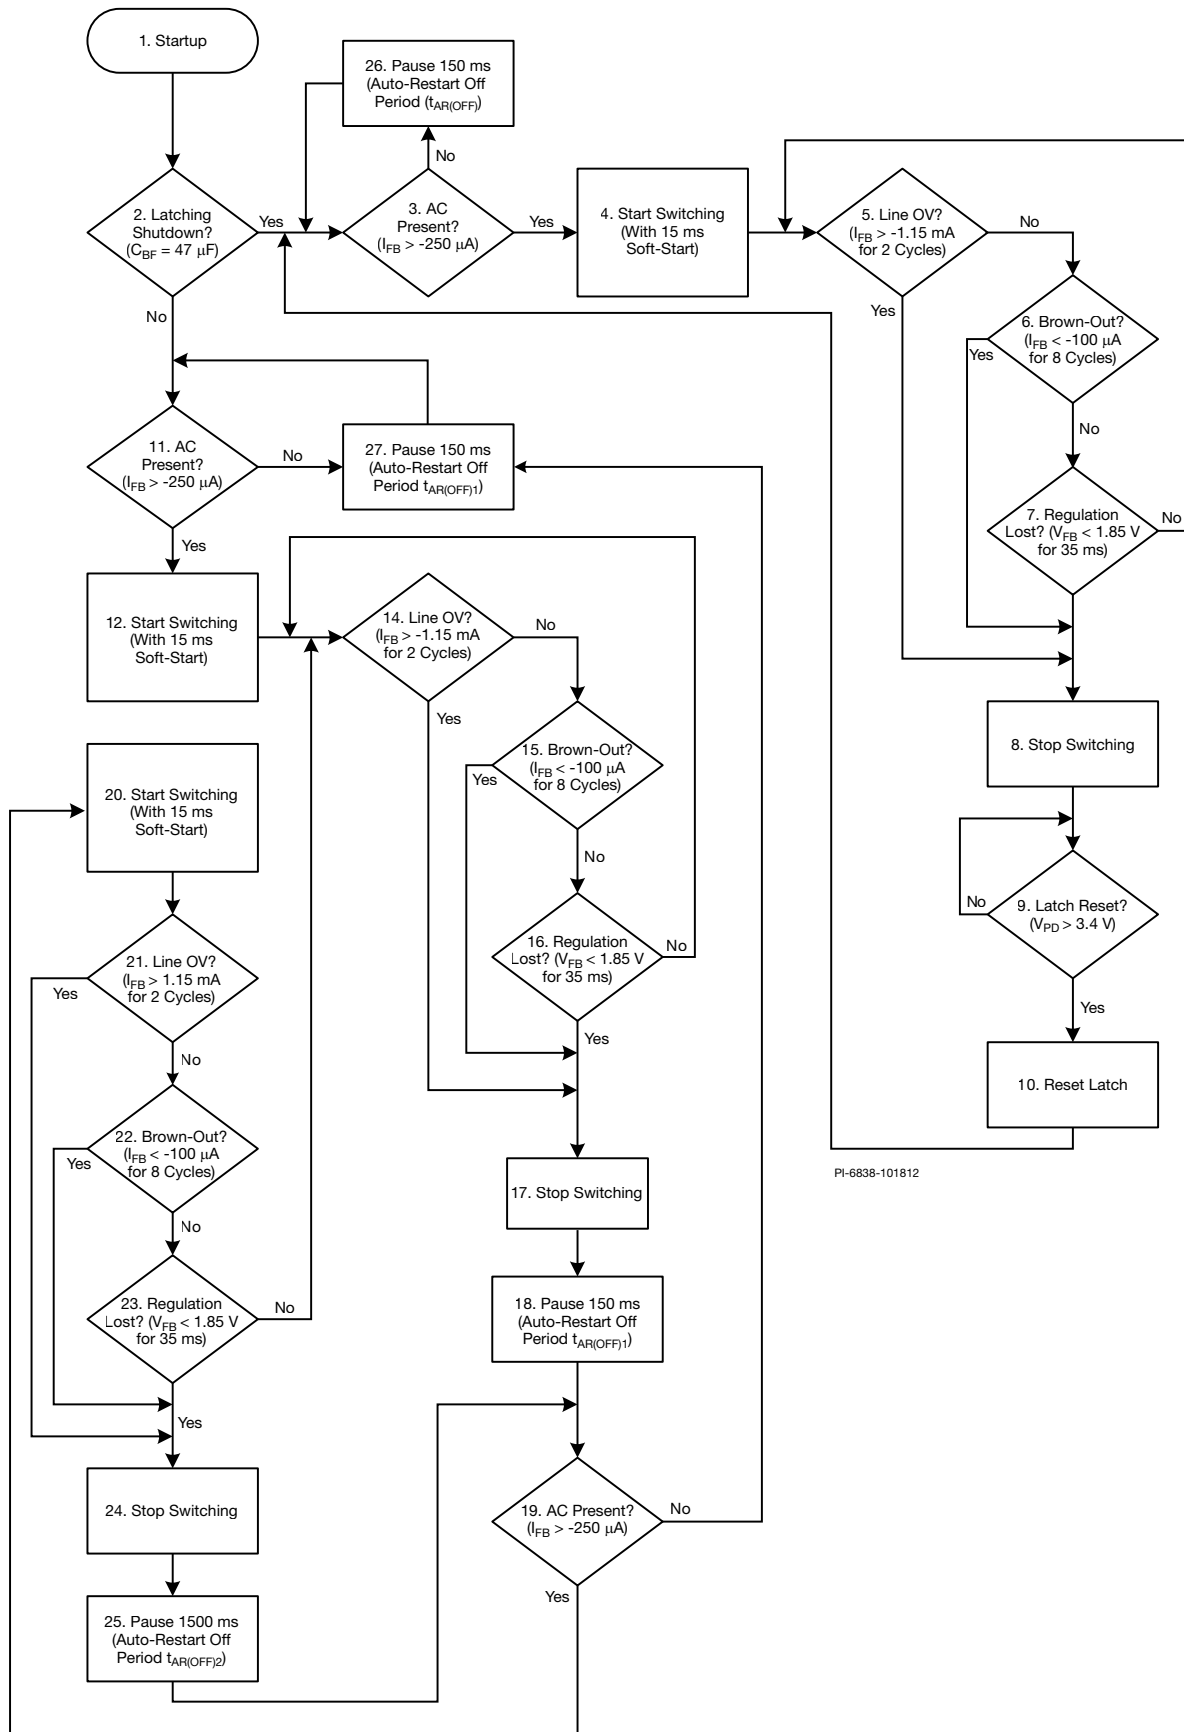 1. Startup
26. Pause 150 ms
(Auto-Restart Off
Period (tAR(OFF))
No
2. Latching
Shutdown?
(CBF = 47 µF)
Yes
No
3. AC
Present?
(IFB > -250 µA)
Yes
4. Start Switching
(With 15 ms
Soft-Start)
5. Line OV?
(IFB > -1.15 mA
for 2 Cycles)
No
Yes
6. Brown-Out?
(IFB < -100 µA
for 8 Cycles)
Yes
No
7. Regulation
Lost? (VFB < 1.85 V
for 35 ms)
No
Yes
8. Stop Switching
9. Latch Reset?
(VPD > 3.4 V)
No
Yes
10. Reset Latch
11. AC
Present?
(IFB > -250 µA)
No
Yes
27. Pause 150 ms
(Auto-Restart Off
Period tAR(OFF)1)
12. Start Switching
(With 15 ms
Soft-Start)
14. Line OV?
(IFB > -1.15 mA
for 2 Cycles)
No
Yes
15. Brown-Out?
(IFB < -100 µA
for 8 Cycles)
Yes
No
16. Regulation
Lost? (VFB < 1.85 V
for 35 ms)
No
Yes
17. Stop Switching
18. Pause 150 ms
(Auto-Restart Off
Period tAR(OFF)1)
19. AC Present?
(IFB > -250 µA)
No
Yes
20. Start Switching
(With 15 ms
Soft-Start)
21. Line OV?
(IFB > 1.15 mA
for 2 Cycles)
Yes
No
22. Brown-Out?
(IFB < -100 µA
for 8 Cycles)
Yes
No
23. Regulation
Lost? (VFB < 1.85 V
for 35 ms)
No
Yes
24. Stop Switching
25. Pause 1500 ms
(Auto-Restart Off
Period tAR(OFF)2)
PI-6838-101812